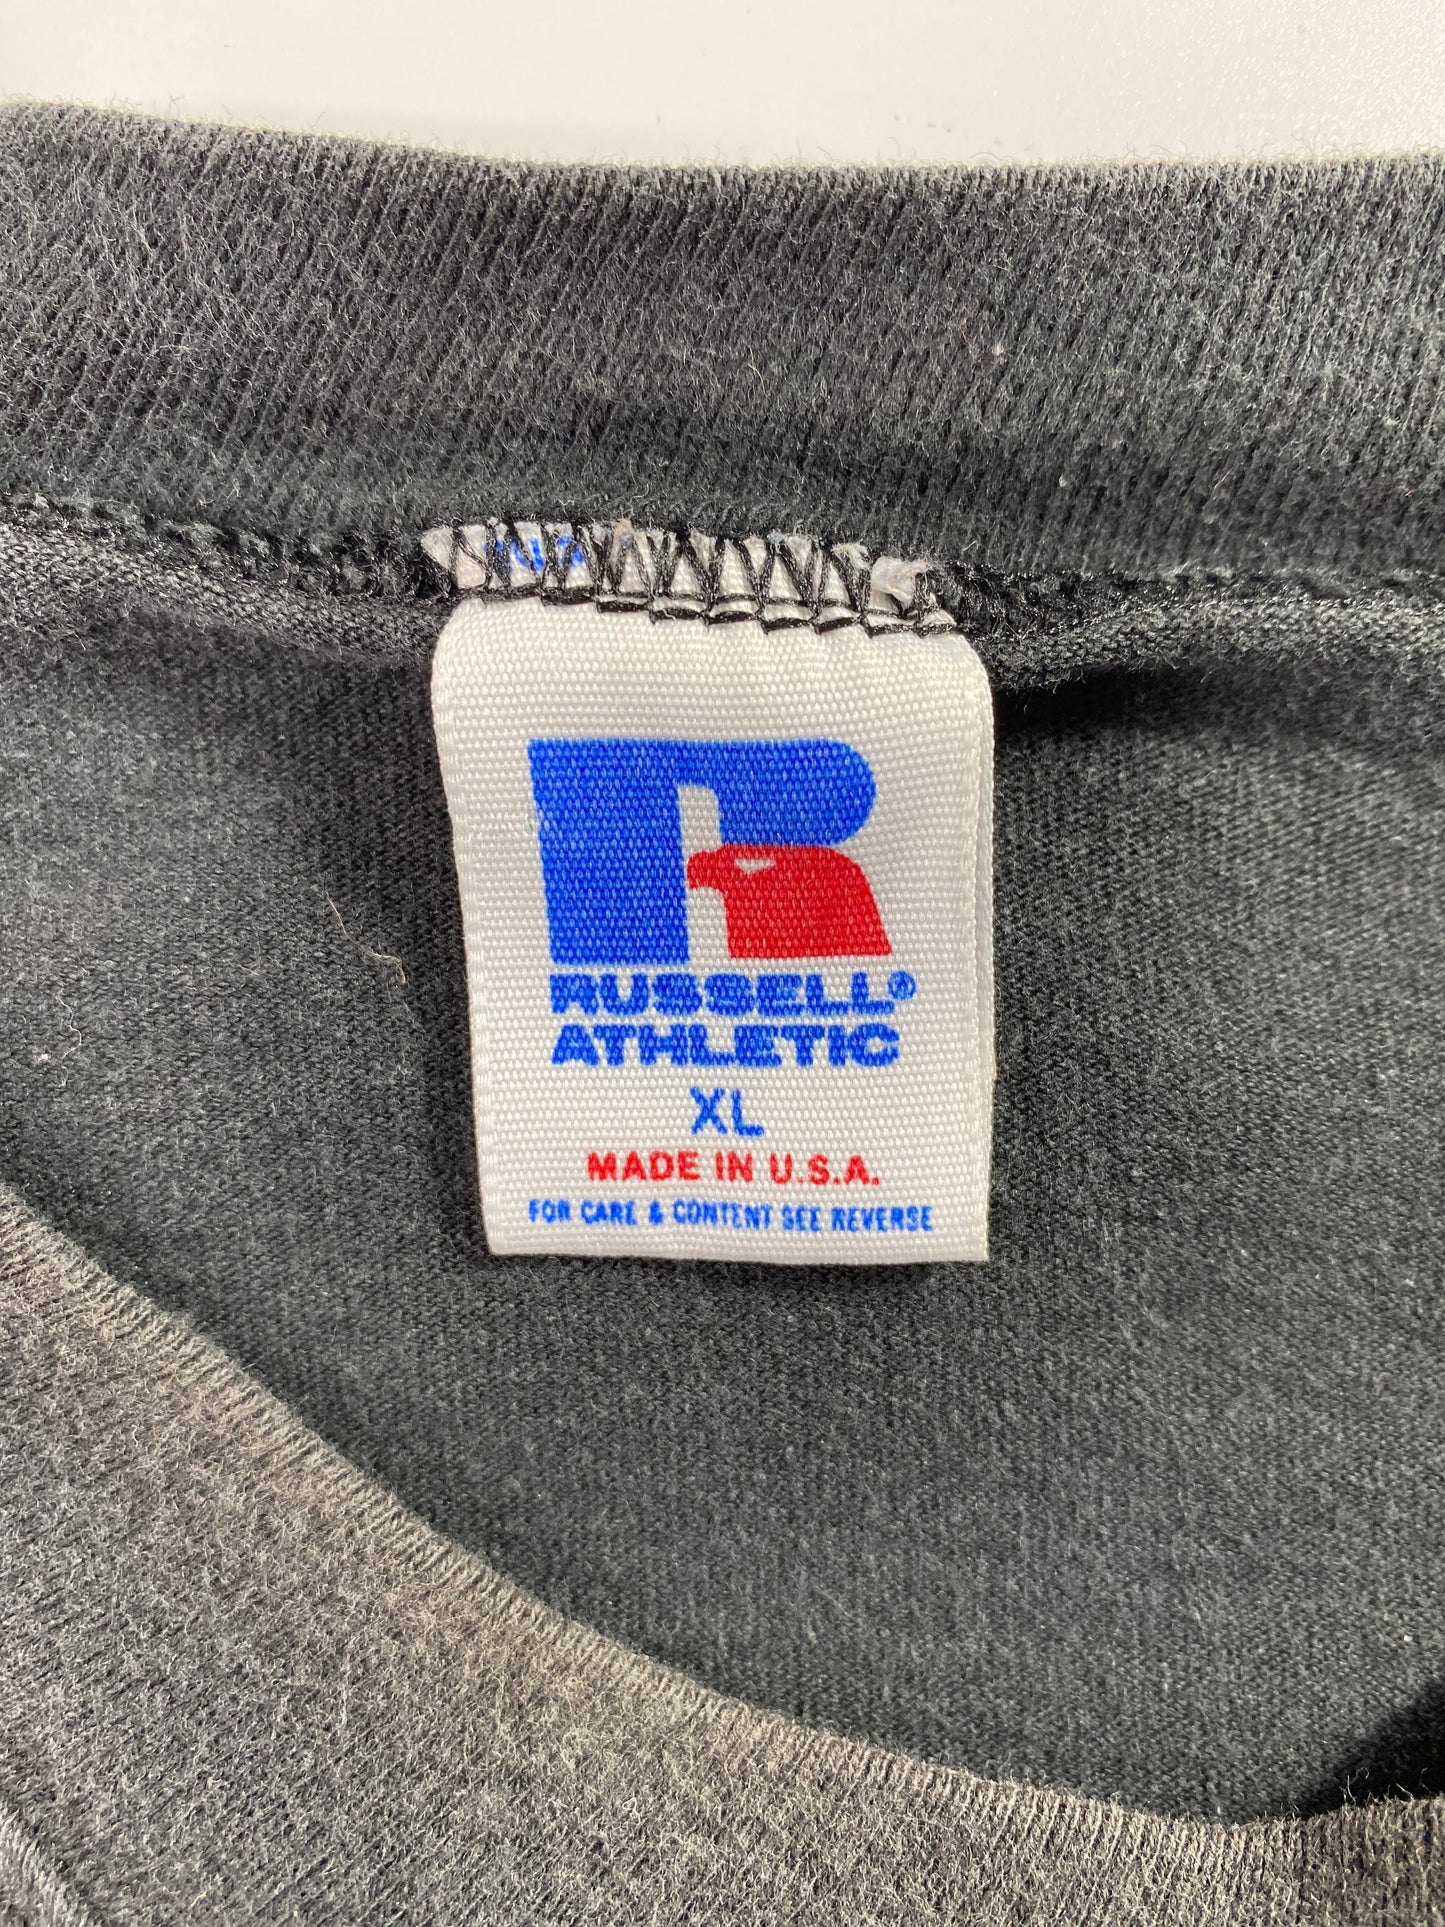 RUSSELL®
ATHLETIC
XL
MADE IN U.S.A.
FOR CARE & CONTENT SEE REVERSE